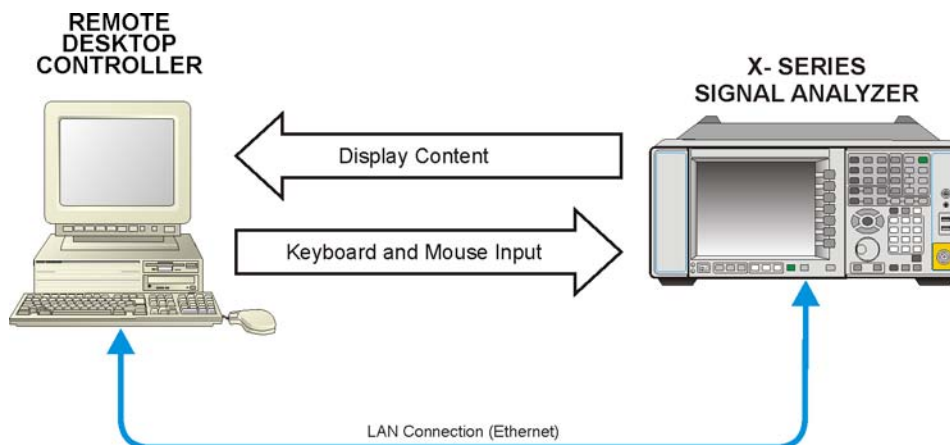 REMOTE
DESKTOP
CONTROLLER
X- SERIES
SIGNAL ANALYZER
Display Content
Keyboard and Mouse Input
LAN Connection (Ethernet)